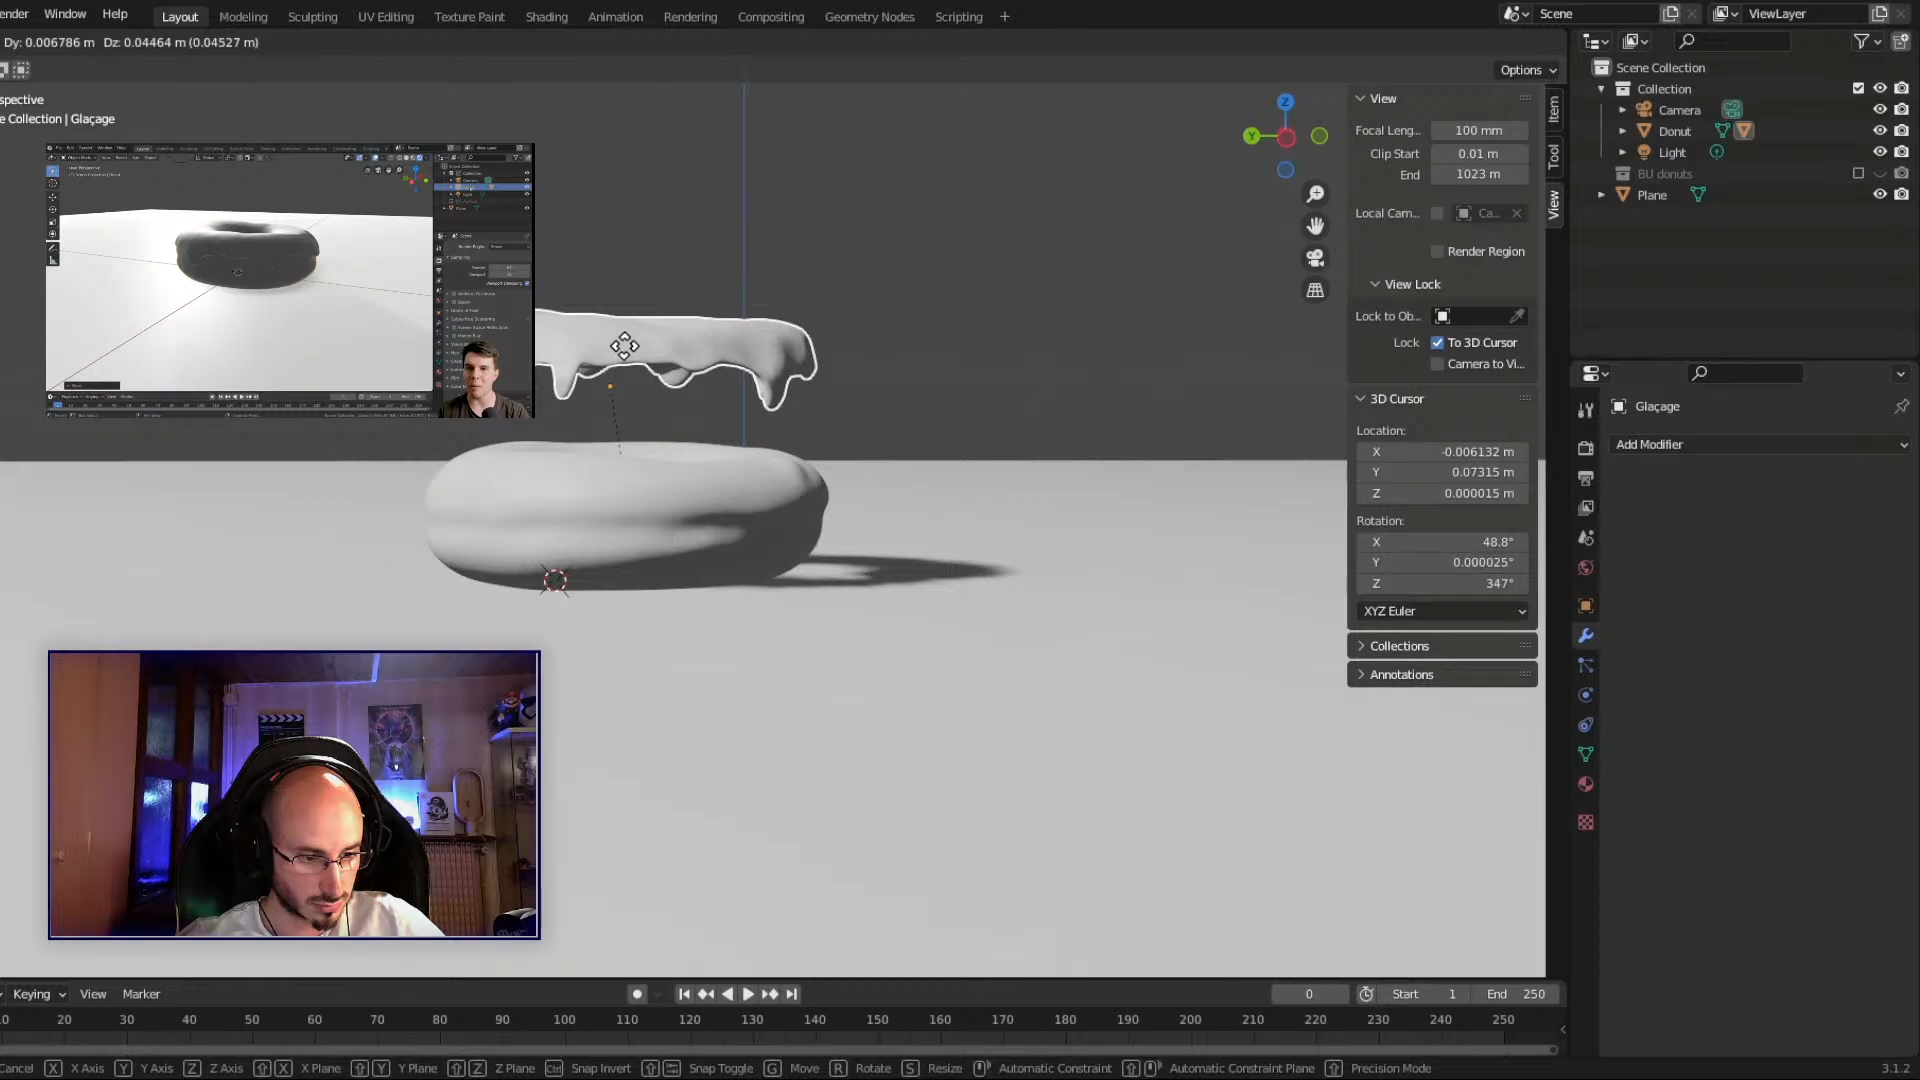 ender Window Help Layout Modeling Sculpting UV Editing Texture Paint Shading Animation Rendering Compositing Geometry Nodes Scripting + Scene ViewLayer
Dy: 0.006786 m Dz: 0.04464 m (0.04527 m)
Options
spective
e Collection | Glaçage
Z
Y
View
Focal Leng... 100 mm
Clip Start 0.01 m
End 1023 m
Local Cam... Ca...
Render Region
View Lock
Lock to Ob...
Lock To 3D Cursor
Camera to Vi...
3D Cursor
Location:
X -0.006132 m
Y 0.07315 m
Z 0.000015 m
Rotation:
X 48.8°
Y 0.000025°
Z 347°
XYZ Euler
Collections
Annotations
Item
Tool
View
Scene Collection
Collection
Camera
Donut
Light
BU donuts
Plane
Glaçage
Add Modifier
Keying View Marker 0 Start 1 End 250
10 20 30 40 50 60 70 80 90 100 110 120 130 140 150 160 170 180 190 200 210 220 230 240 250
Cancel X X Axis Y Y Axis Z Z Axis X X Plane Y Y Plane Z Z Plane Ctrl Snap Invert Snap Toggle G Move R Rotate S Resize Automatic Constraint Automatic Constraint Plane Precision Mode 3.1.2